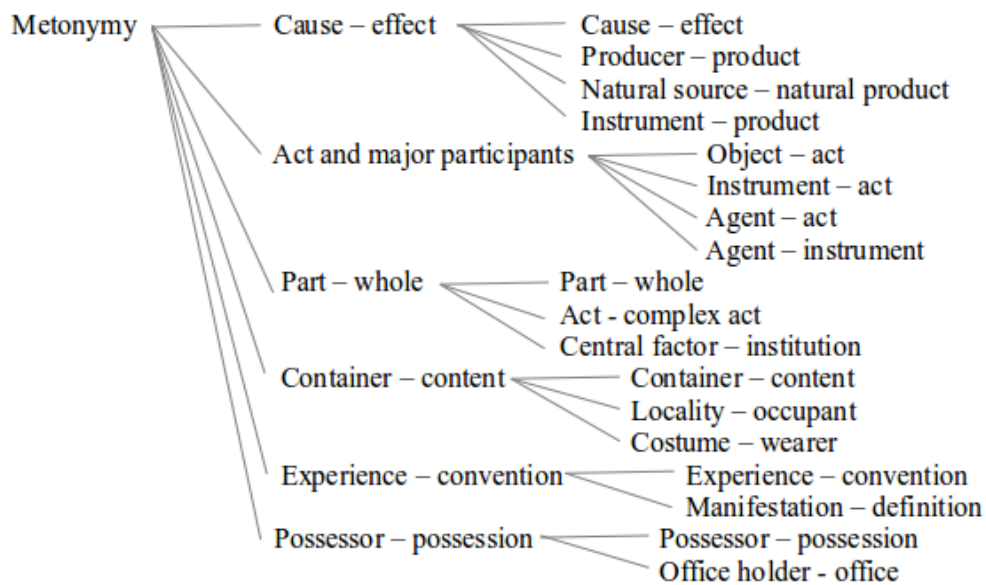 Metonymy
Cause – effect
Cause – effect
Producer – product
Natural source – natural product
Instrument – product
Act and major participants
Object – act
Instrument – act
Agent – act
Agent – instrument
Part – whole
Part – whole
Act - complex act
Central factor – institution
Container – content
Container – content
Locality – occupant
Costume – wearer
Experience – convention
Experience – convention
Manifestation – definition
Possessor – possession
Possessor – possession
Office holder - office